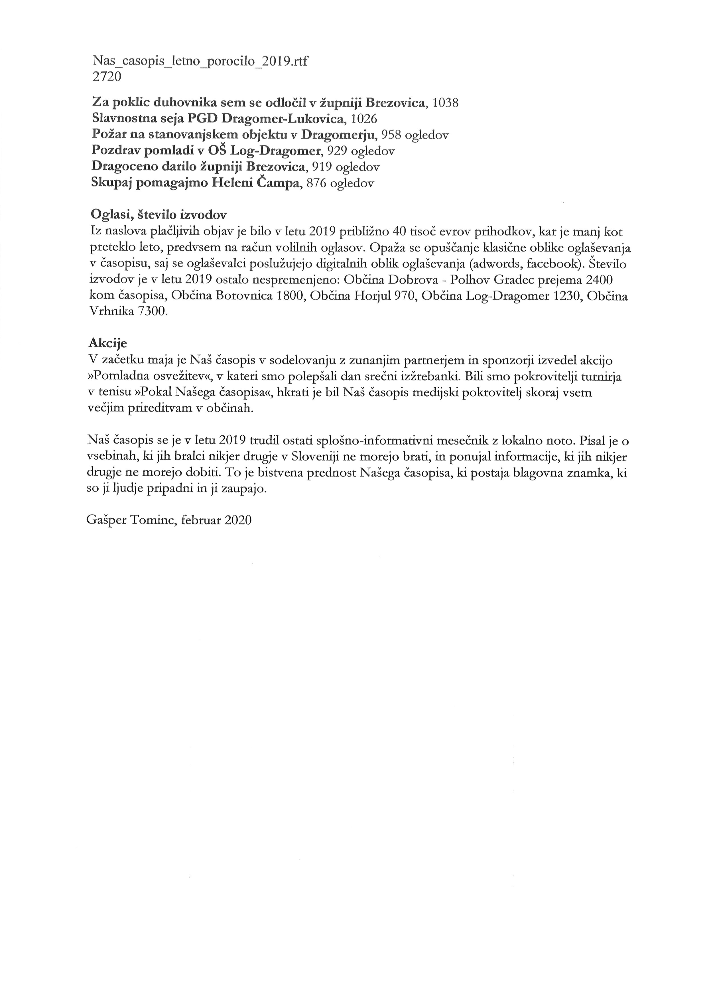 Nas_casopis_letno_porocilo_2019.rtf
2720
Za poklic duhovnika sem se odločil v župniji Brezovica, 1038
Slavnostna seja PGD Dragomer-Lukovica, 1026
Požar na stanovanjskem objektu v Dragomerju, 958 ogledov
Pozdrav pomladi v OŠ Log-Dragomer, 929 ogledov
Dragoceno darilo župniji Brezovica, 919 ogledov
Skupaj pomagajmo Heleni Čampa, 876 ogledov
Oglasi, število izvodov
Iz naslova plačljivih objav je bilo v letu 2019 približno 40 tisoč evrov prihodkov, kar je manj kot
preteklo leto, predvsem na račun volilnih oglasov. Opaža se opuščanje klasične oblike oglaševanja
v časopisu, saj se oglaševalci poslužujejo digitalnih oblik oglaševanja (adwords, facebook). Število
izvodov je v letu 2019 ostalo nespremenjeno: Občina Dobrova - Polhov Gradec prejema 2400
kom časopisa, Občina Borovnica 1800, Občina Horjul 970, Občina Log-Dragomer 1230, Občina
Vrhnika 7300.
Akcije
V začetku maja je Naš časopis v sodelovanju z zunanjim partnerjem in sponzorji izvedel akcijo
»Pomladna osvežitev«, v kateri smo polepšali dan srečni izžrebanki. Bili smo pokrovitelji turnirja
v tenisu »Pokal Našega časopisa«, hkrati je bil Naš časopis medijski pokrovitelj skoraj vsem
večjim prireditvam v občinah.
Naš časopis se je v letu 2019 trudil ostati splošno-informativni mesečnik z lokalno noto. Pisal je o
vsebinah, ki jih bralci nikjer drugje v Sloveniji ne morejo brati, in ponujal informacije, ki jih nikjer
drugje ne morejo dobiti. To je bistvena prednost Našega časopisa, ki postaja blagovna znamka, ki
so ji ljudje pripadni in ji zaupajo.
Gašper Tominc, februar 2020